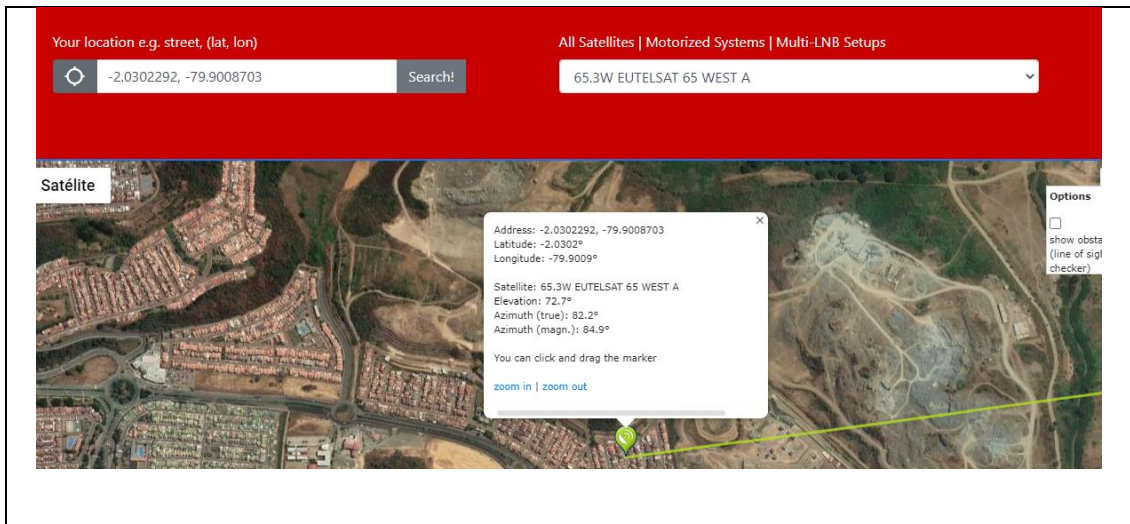 Your location e.g. street, (lat, lon)
All Satellites | Motorized Systems | Multi-LNB Setups
-2.0302292, -79.9008703
Search!
65.3W EUTELSAT 65 WEST A
Satélite
Options
show obsta
(line of sigh
checker)
Address: -2.0302292, -79.9008703
Latitude: -2.0302°
Longitude: -79.9009°
Satellite: 65.3W EUTELSAT 65 WEST A
Elevation: 72.7°
Azimuth (true): 82.2°
Azimuth (magn.): 84.9°
You can click and drag the marker
zoom in | zoom out